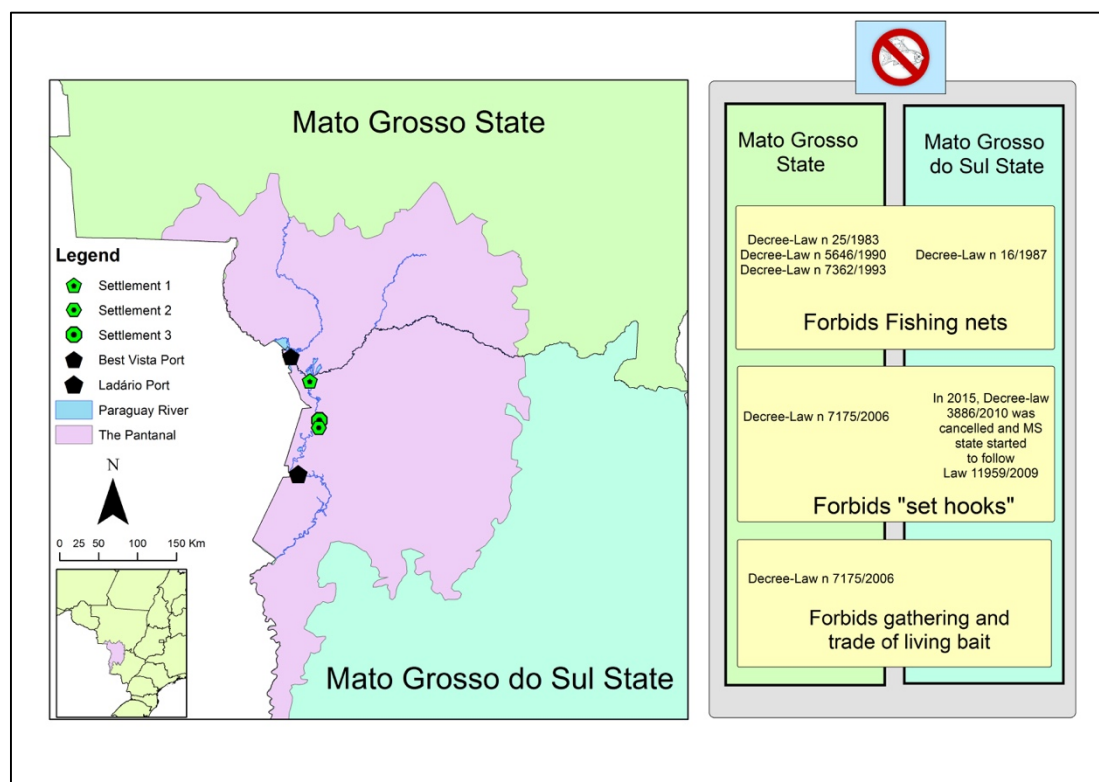 Mato Grosso State
Legend
Settlement 1
Settlement 2
Settlement 3
Best Vista Port
Ladário Port
Paraguay River
The Pantanal
N
0 25 50 100 150 Km
Mato Grosso do Sul State
Mato Grosso
State
Mato Grosso
do Sul State
Decree-Law n 25/1983
Decree-Law n 5646/1990
Decree-Law n 7362/1993
Decree-Law n 16/1987
Forbids Fishing nets
Decree-Law n 7175/2006
In 2015, Decree-law
3886/2010 was
cancelled and MS
state started
to follow
Law 11959/2009
Forbids "set hooks"
Decree-Law n 7175/2006
Forbids gathering and
trade of living bait